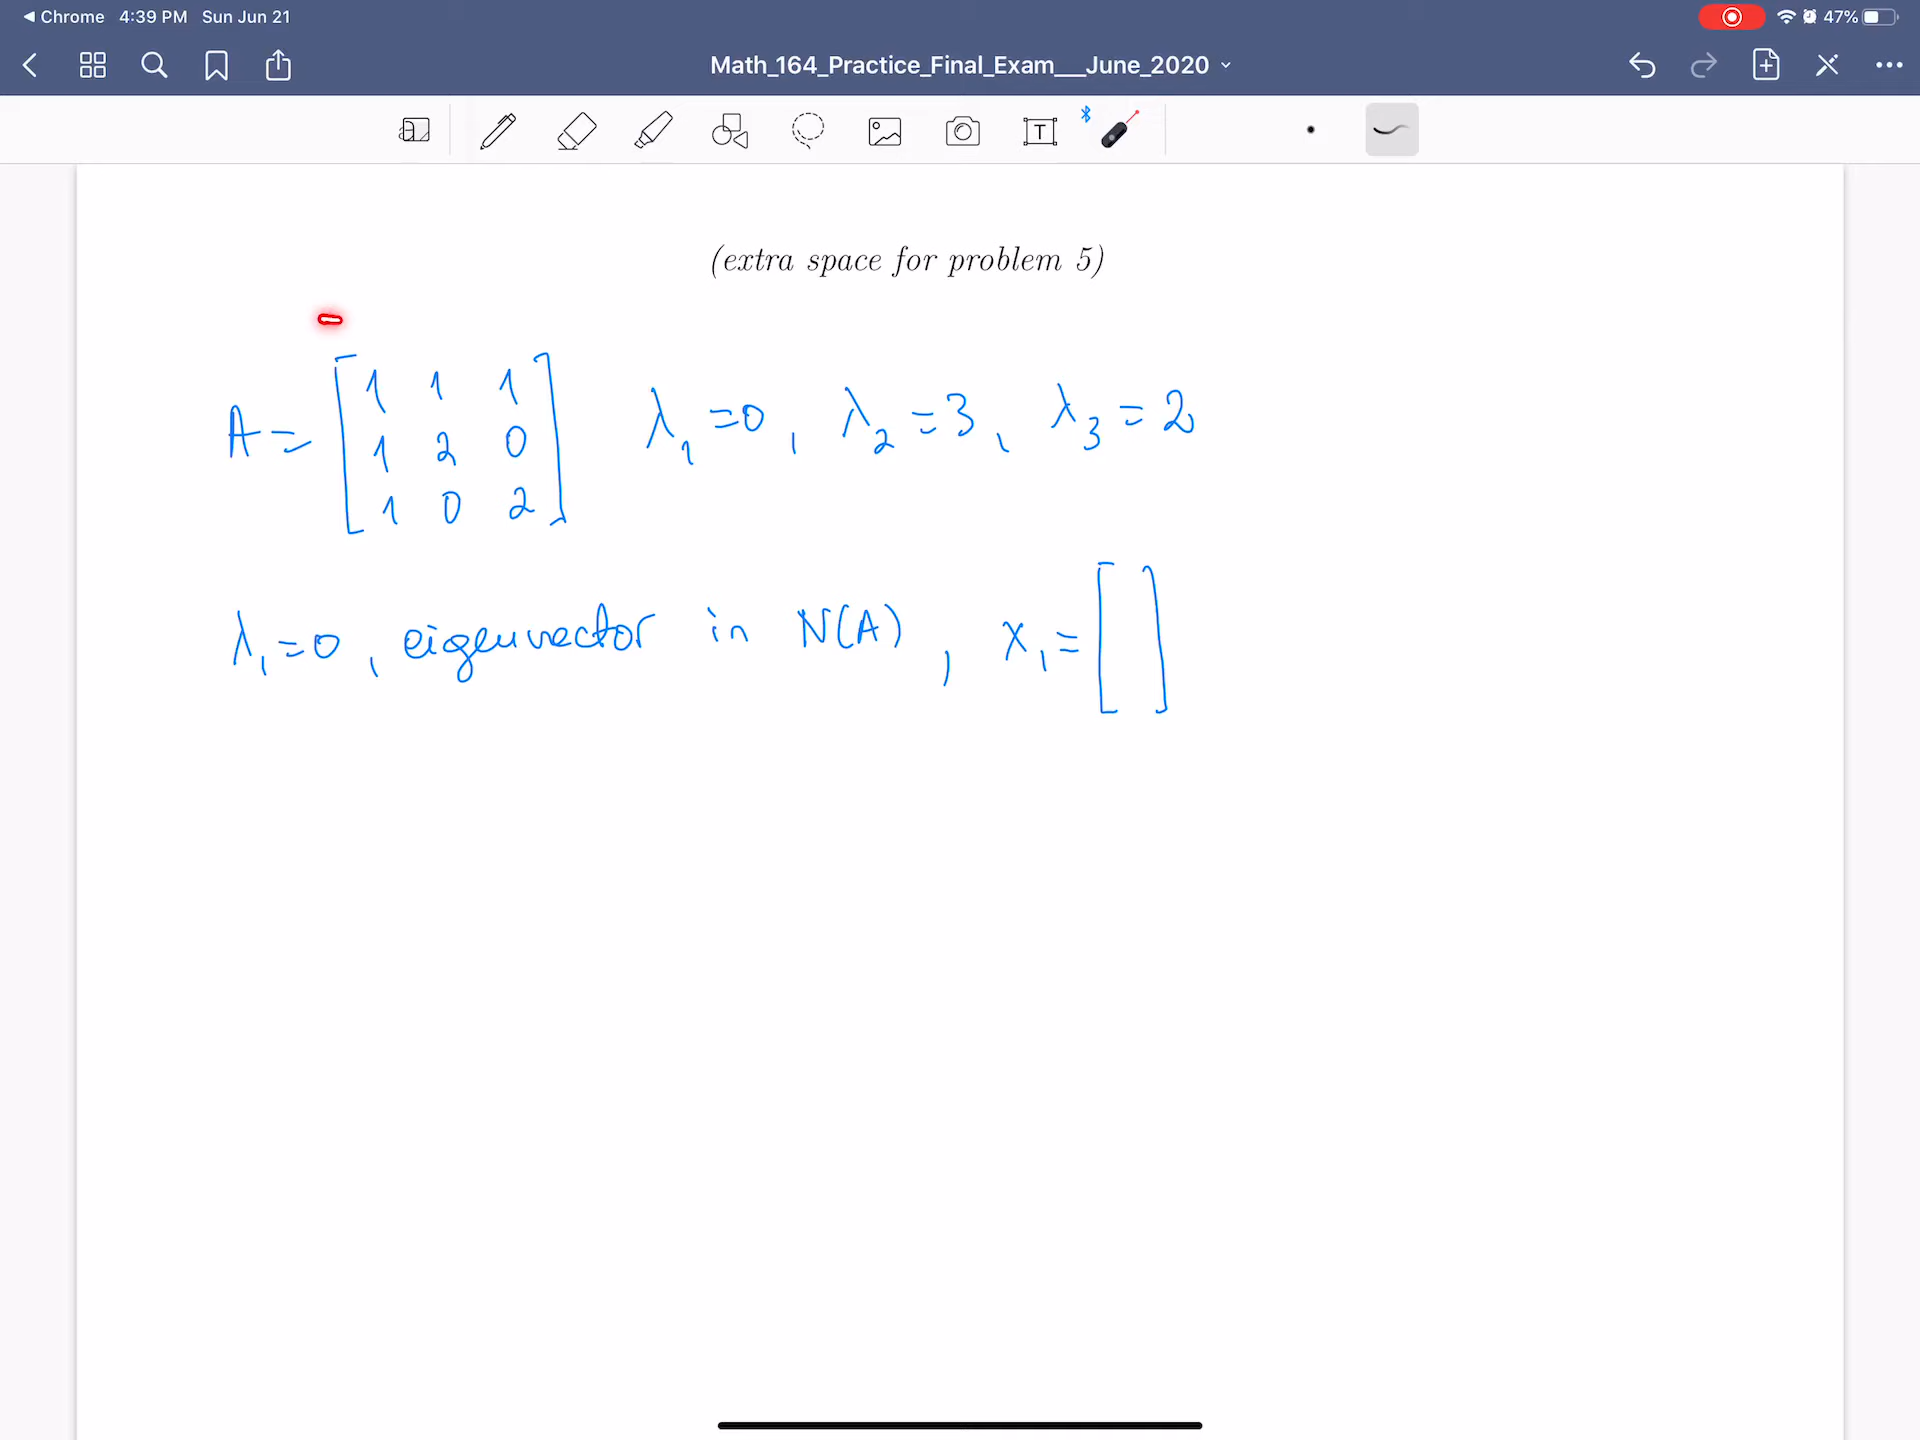 Chrome 4:39 PM Sun Jun 21 47%
Math_164_Practice_Final_Exam__June_2020
T
(extra space for problem 5)
A = [1 1 1; 1 2 0; 1 0 2] λ₁ = 0, λ₂ = 3, λ₃ = 2
λ₁ = 0, eigenvector in N(A), x₁ = [ ]